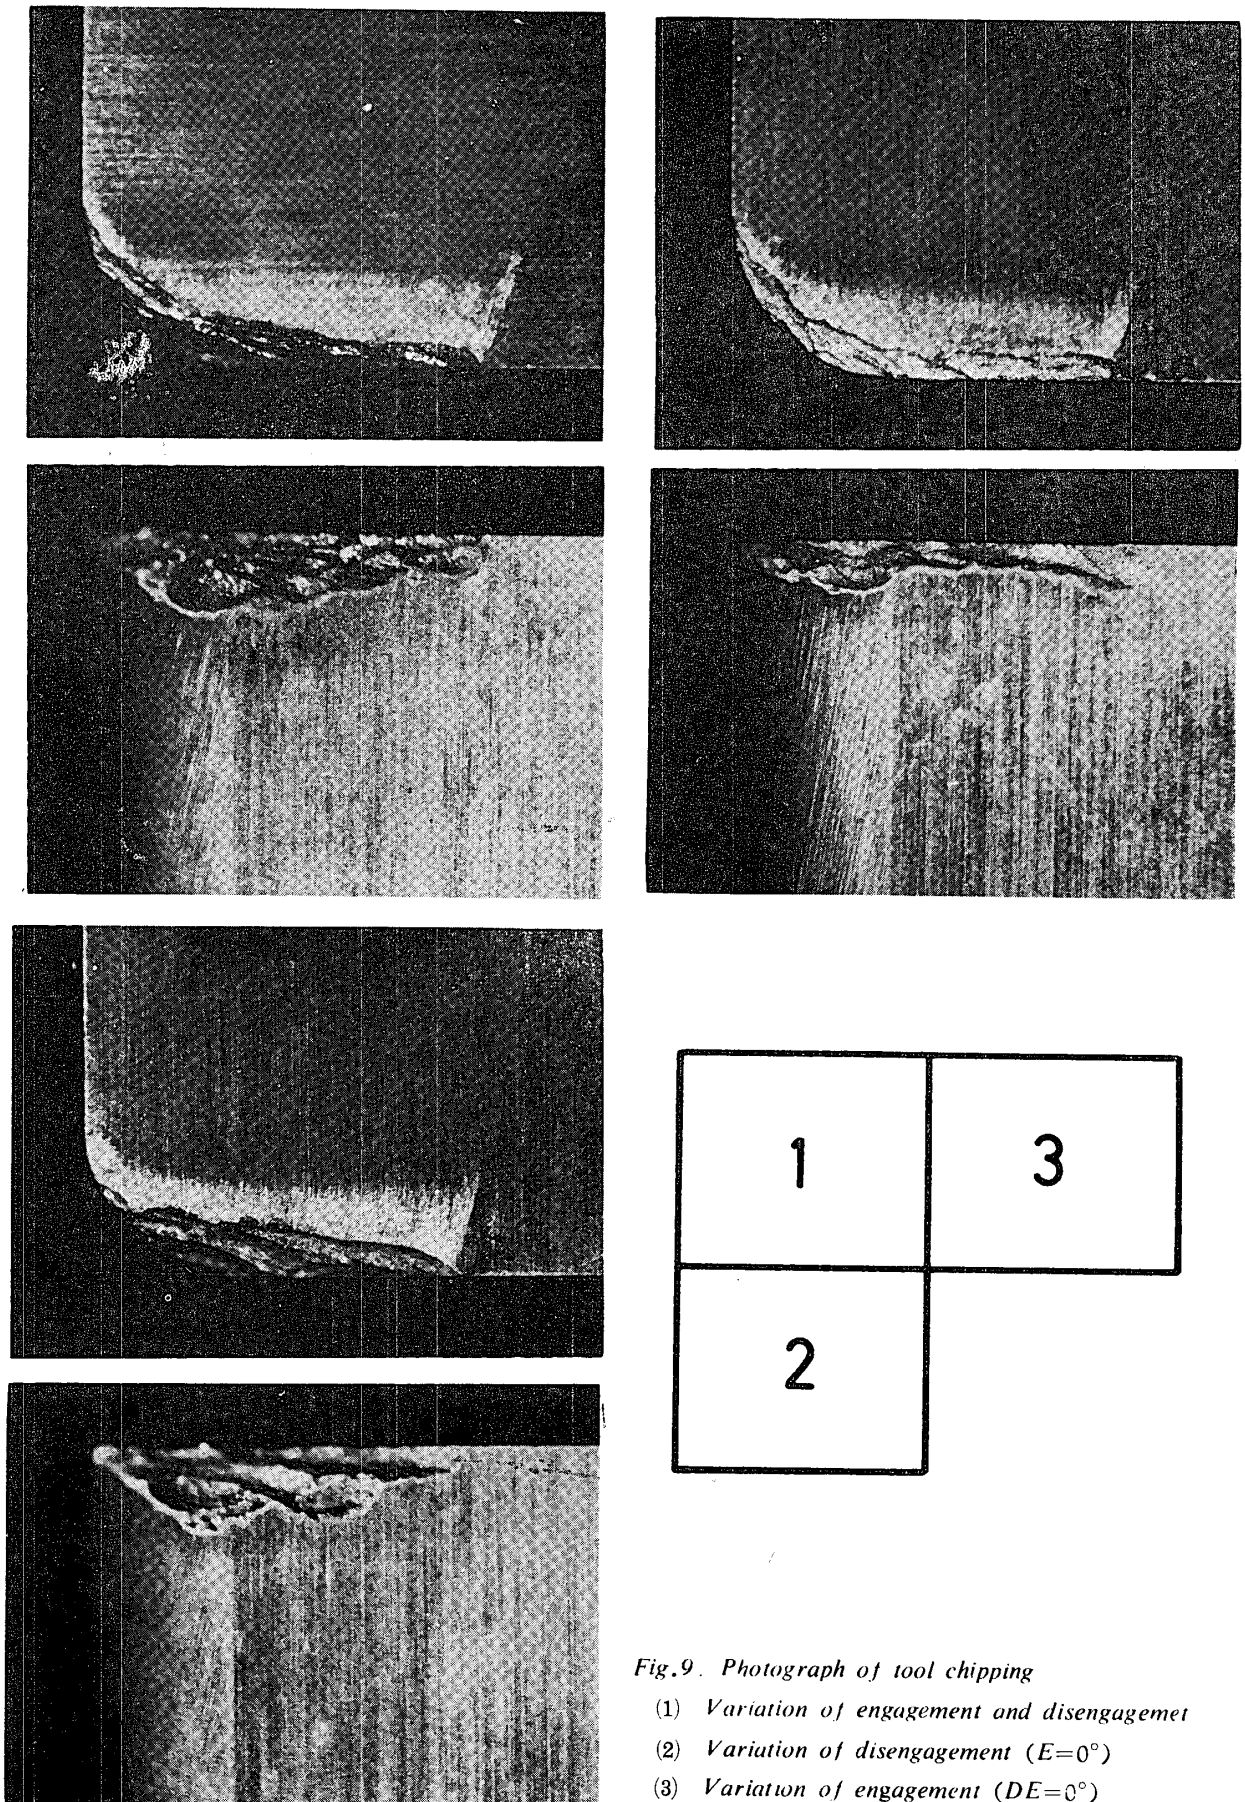 1
3
2
Fig.9. Photograph of tool chipping
(1) Variation of engagement and disengagemet
(2) Variation of disengagement (E=0°)
(3) Variation of engagement (DE=0°)